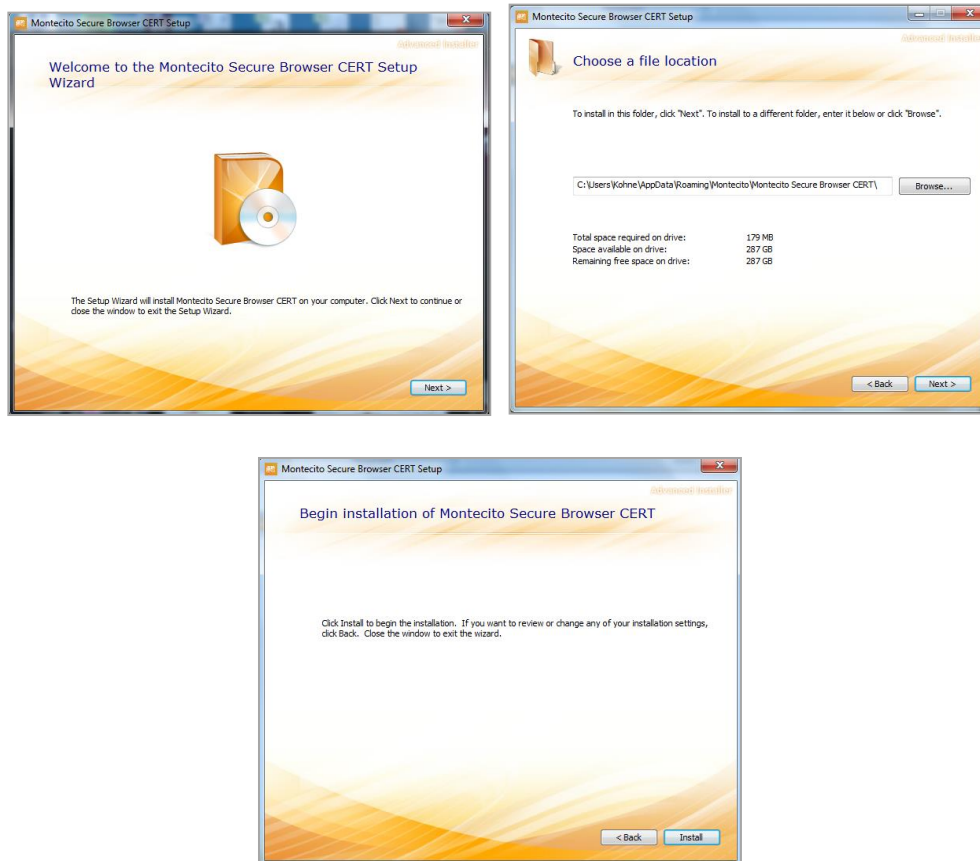 Montecito Secure Browser CERT Setup
Advanced Installer
Welcome to the Montecito Secure Browser CERT Setup
Wizard
The Setup Wizard will install Montecito Secure Browser CERT on your computer. Click Next to continue or
close the window to exit the Setup Wizard.
Next >
Montecito Secure Browser CERT Setup
Advanced Installer
Choose a file location
To install in this folder, click "Next". To install to a different folder, enter it below or click "Browse".
C:\Users\Kohne\AppData\Roaming\Montecito\Montecito Secure Browser CERT\
Browse...
Total space required on drive: 179 MB
Space available on drive: 287 GB
Remaining free space on drive: 287 GB
< Back
Next >
Montecito Secure Browser CERT Setup
Advanced Installer
Begin installation of Montecito Secure Browser CERT
Click Install to begin the installation. If you want to review or change any of your installation settings,
click Back. Close the window to exit the wizard.
< Back
Install